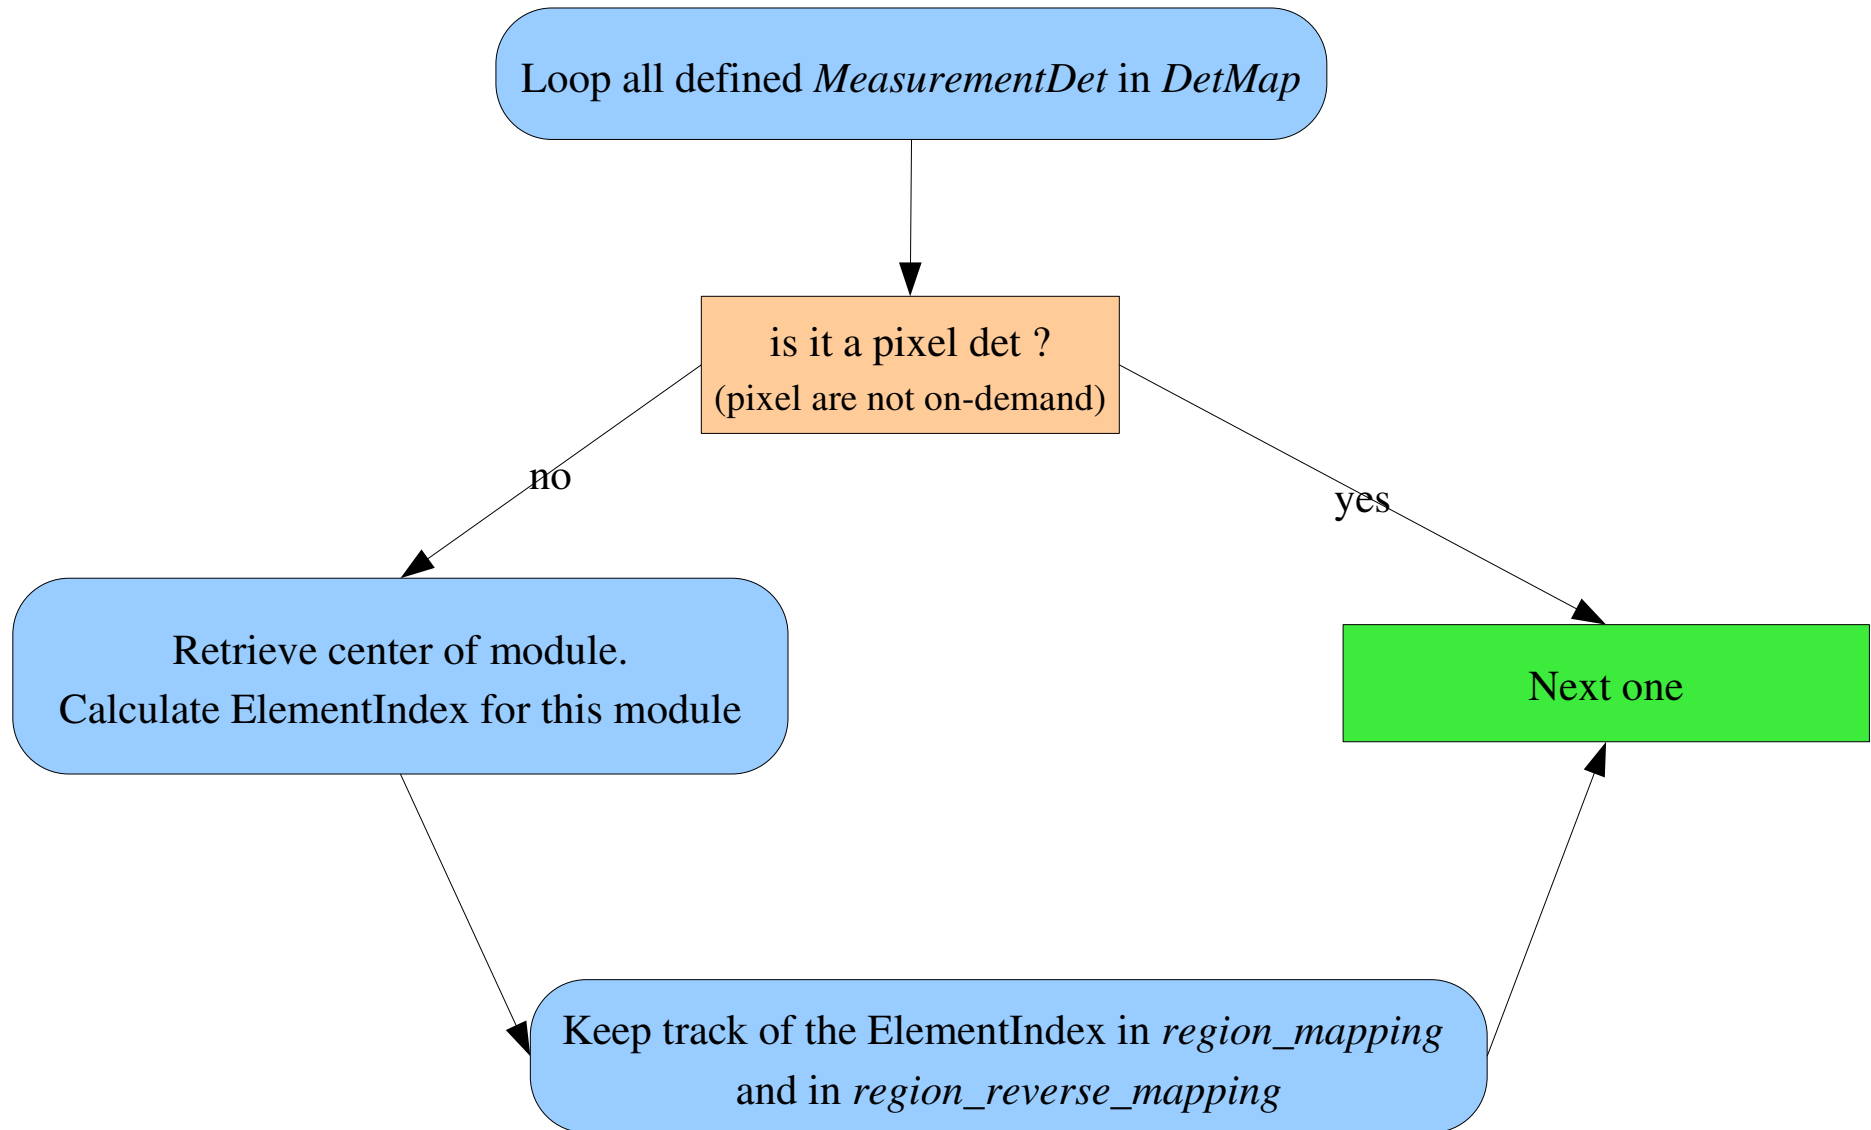 Loop all defined MeasurementDet in DetMap
is it a pixel det ?
(pixel are not on-demand)
no
yes
Retrieve center of module.
Calculate ElementIndex for this module
Next one
Keep track of the ElementIndex in region_mapping
and in region_reverse_mapping